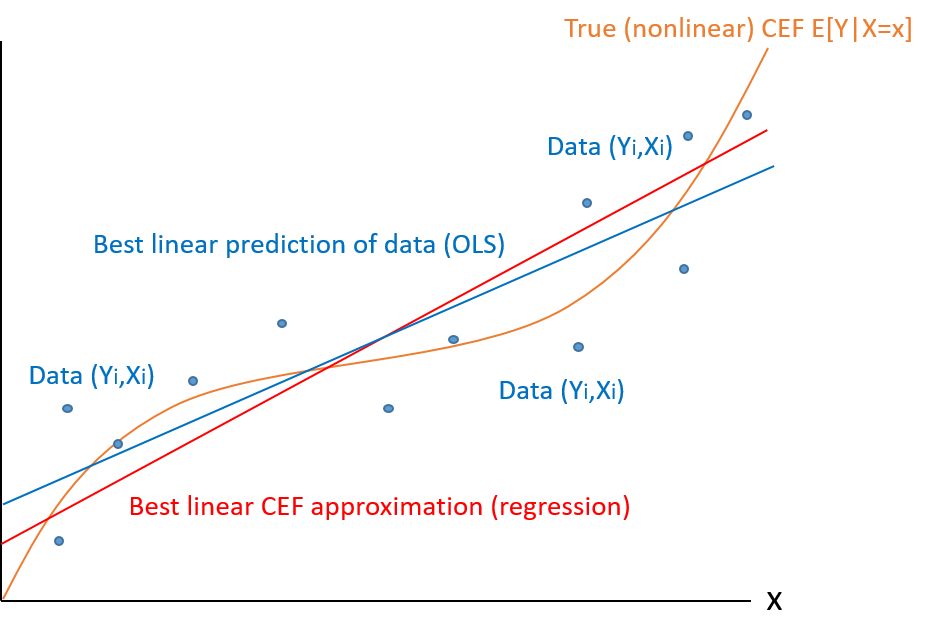 True (nonlinear) CEF E[Y|X=x]
Data (Yi,Xi)
Best linear prediction of data (OLS)
Data (Yi,Xi)
Data (Yi,Xi)
Best linear CEF approximation (regression)
X